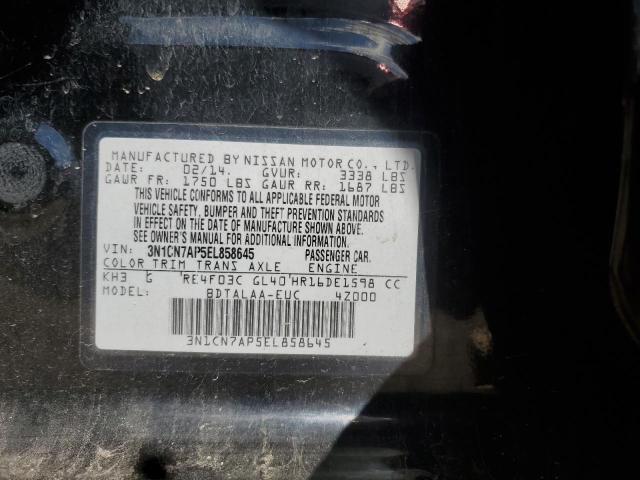 MANUFACTURED BY NISSAN MOTOR CO., LTD.
DATE: 02/14. GVUR: 3338 LBS
GAUR FR: 1750 LBS GAUR RR: 1687 LBS
THIS VEHICLE CONFORMS TO ALL APPLICABLE FEDERAL MOTOR
VEHICLE SAFETY, BUMPER AND THEFT PREVENTION STANDARDS
IN EFFECT ON THE DATE OF MANUFACTURE SHOWN ABOVE.
SEE OWNER'S MANUAL FOR ADDITIONAL INFORMATION.
VIN: 3N1CN7AP5EL858645 PASSENGER CAR.
COLOR TRIM TRANS AXLE ENGINE
KH3 G RE4F03C GL40 HR16DE1598 CC
MODEL: BDTALAA-EUC 4Z000
3N1CN7AP5EL858645